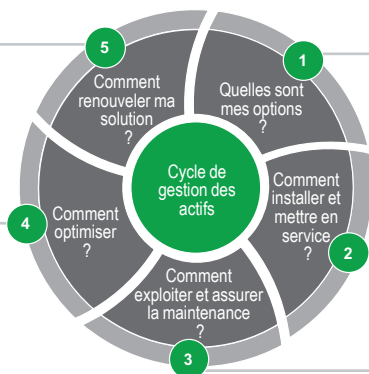 Cycle de
gestion des
actifs
1
Quelles sont
mes options
?
2
Comment
installer et
mettre en
service
?
3
Comment
exploiter et assurer
la maintenance
?
4
Comment
optimiser
?
5
Comment
renouveler ma
solution
?